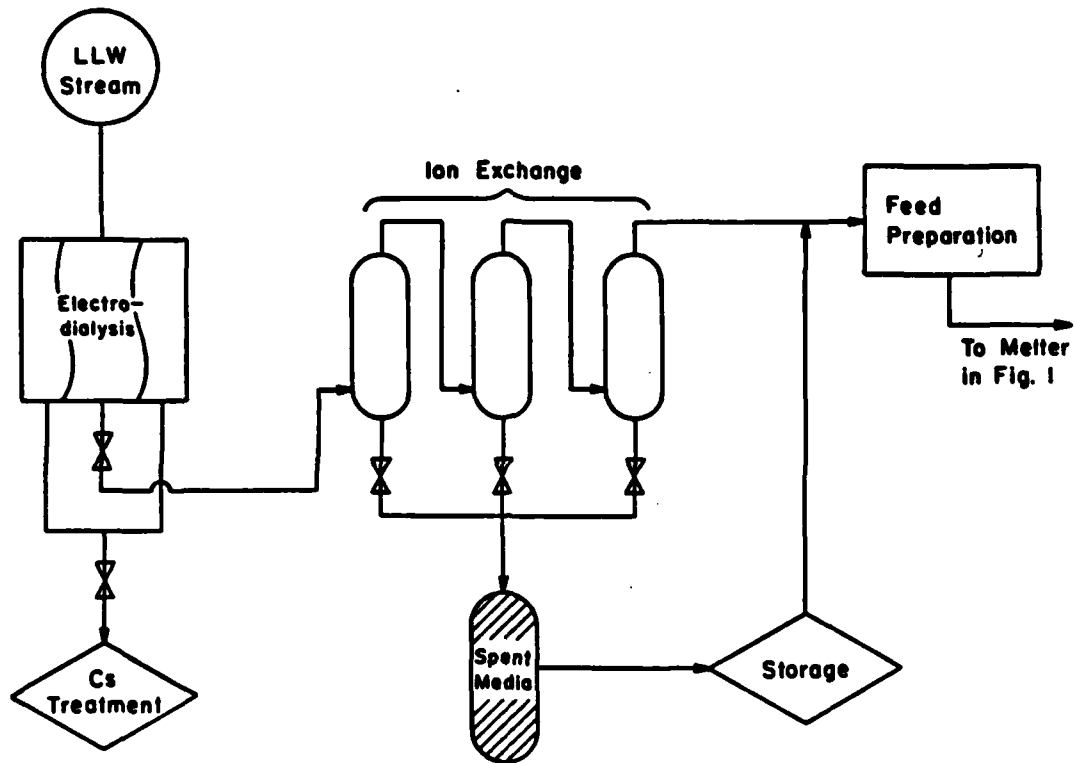 LLW
Stream
Ion Exchange
Feed
Preparation
Electro-
dialysis
To Melter
in Fig. 1
Spent
Media
Storage
Cs
Treatment